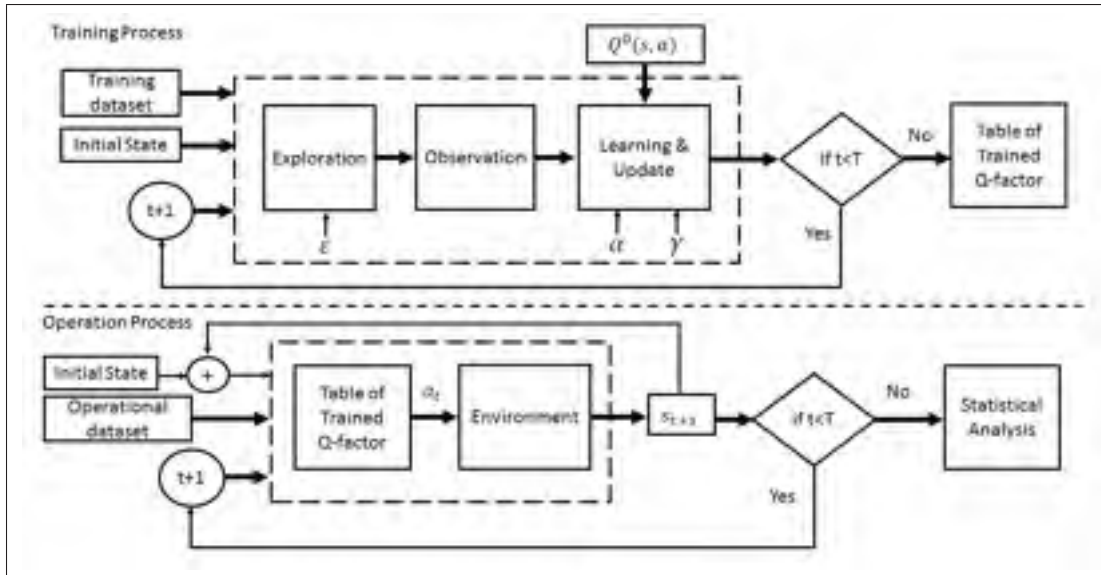 Training Process
Q⁰(s, a)
Training
dataset
Initial State
Exploration
Observation
Learning &
Update
If t<T
No
Table of
Trained
Q-factor
t+1
ε
α
γ
Yes
Operation Process
Initial State
+
Operational
dataset
Table of
Trained
Q-factor
aₜ
Environment
sₜ₊₁
if t<T
No
Statistical
Analysis
t+1
Yes